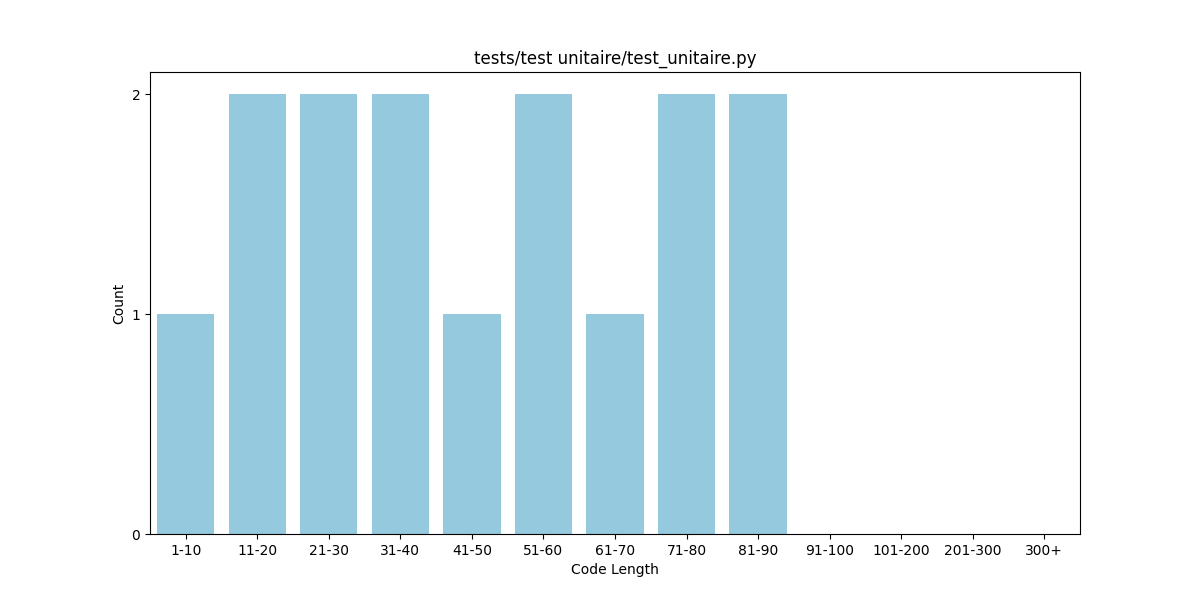 tests/test unitaire/test_unitaire.py
2
1
0
Count
1-10 11-20 21-30 31-40 41-50 51-60 61-70 71-80 81-90 91-100 101-200 201-300 300+
Code Length